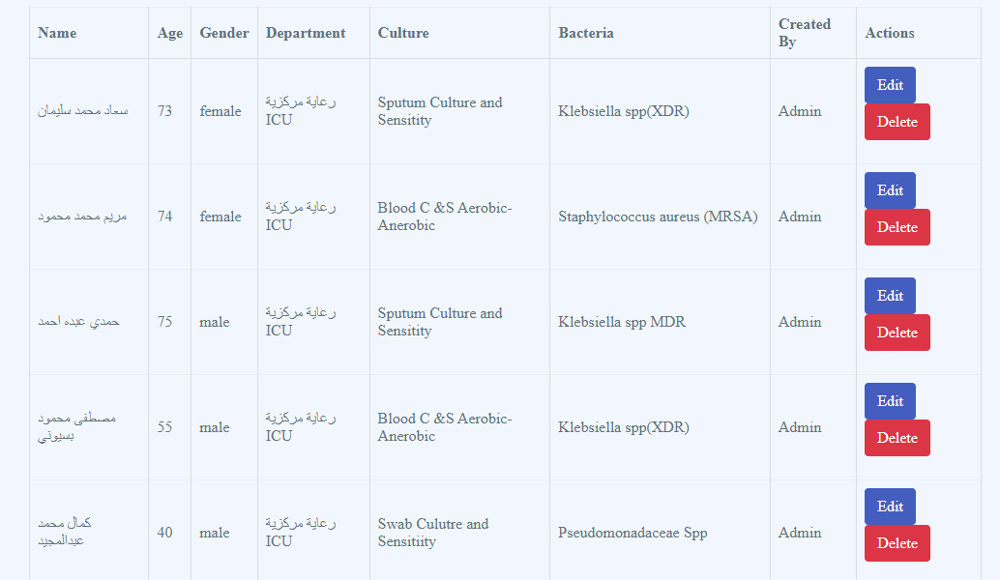 Name Age Gender Department Culture Bacteria Created By Actions
سعاد محمد سليمان 73 female رعاية مركزية ICU Sputum Culture and Sensitity Klebsiella spp(XDR) Admin Edit Delete
مريم محمد محمود 74 female رعاية مركزية ICU Blood C &S Aerobic-Anerobic Staphylococcus aureus (MRSA) Admin Edit Delete
حمدي عبده احمد 75 male رعاية مركزية ICU Sputum Culture and Sensitity Klebsiella spp MDR Admin Edit Delete
مصطفى محمود بسيوني 55 male رعاية مركزية ICU Blood C &S Aerobic-Anerobic Klebsiella spp(XDR) Admin Edit Delete
كمال محمد عبدالمجيد 40 male رعاية مركزية ICU Swab Culutre and Sensitiity Pseudomonadaceae Spp Admin Edit Delete